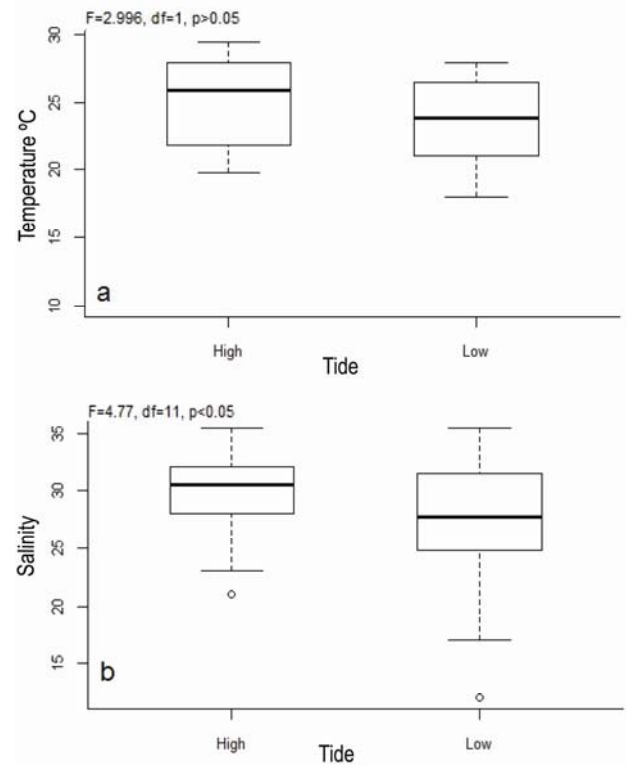 F=2.996, df=1, p>0.05
Temperature ºC
30
25
20
15
10
a
High
Low
Tide
F=4.77, df=11, p<0.05
Salinity
35
30
25
20
15
b
High
Low
Tide